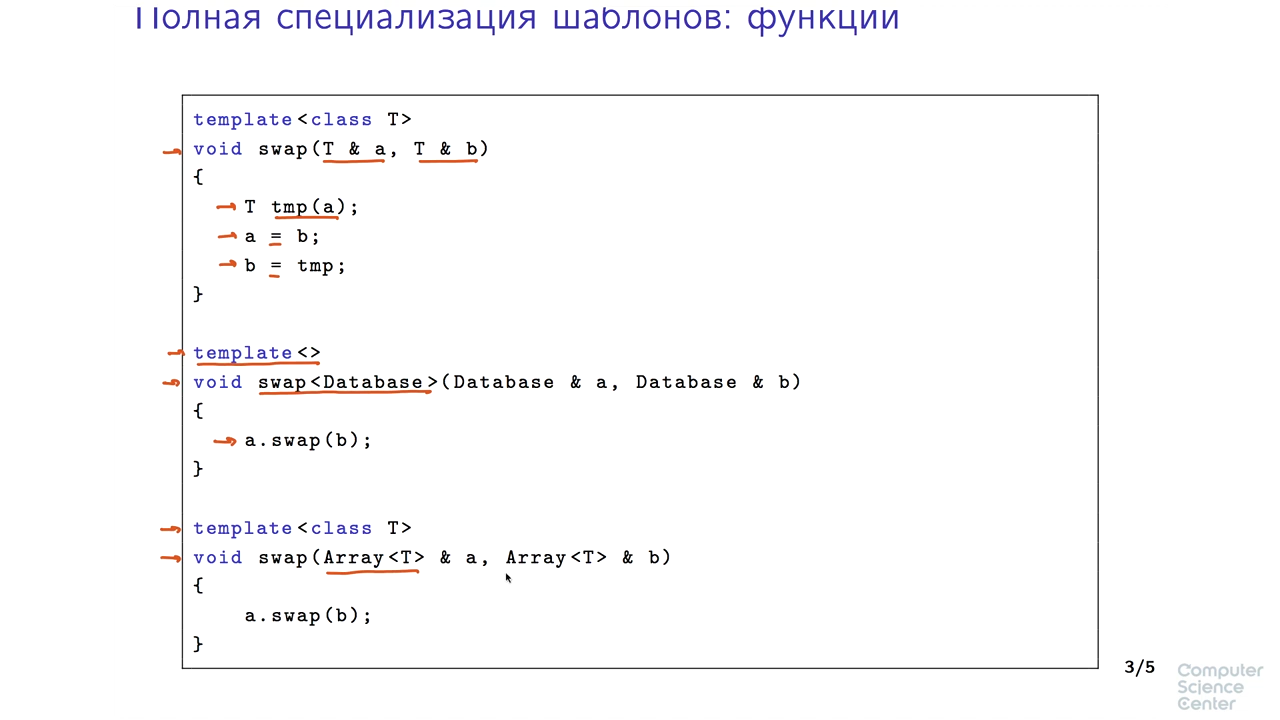 Полная специализация шаблонов: функции
template<class T>
void swap(T & a, T & b)
{
T tmp(a);
a = b;
b = tmp;
}
template<>
void swap<Database>(Database & a, Database & b)
{
a.swap(b);
}
template<class T>
void swap(Array<T> & a, Array<T> & b)
{
a.swap(b);
}
3/5
Computer
Science
Center